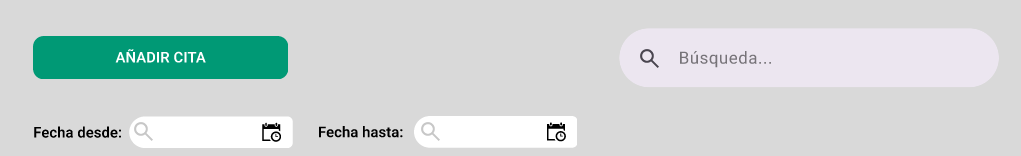 AÑADIR CITA
Búsqueda...
Fecha desde:
Fecha hasta: